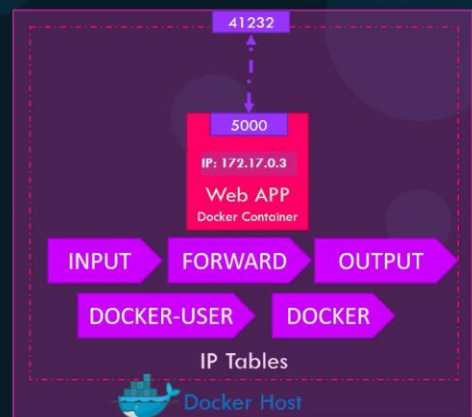 41232
5000
IP: 172.17.0.3
Web APP
Docker Container
INPUT FORWARD OUTPUT
DOCKER-USER DOCKER
IP Tables
Docker Host